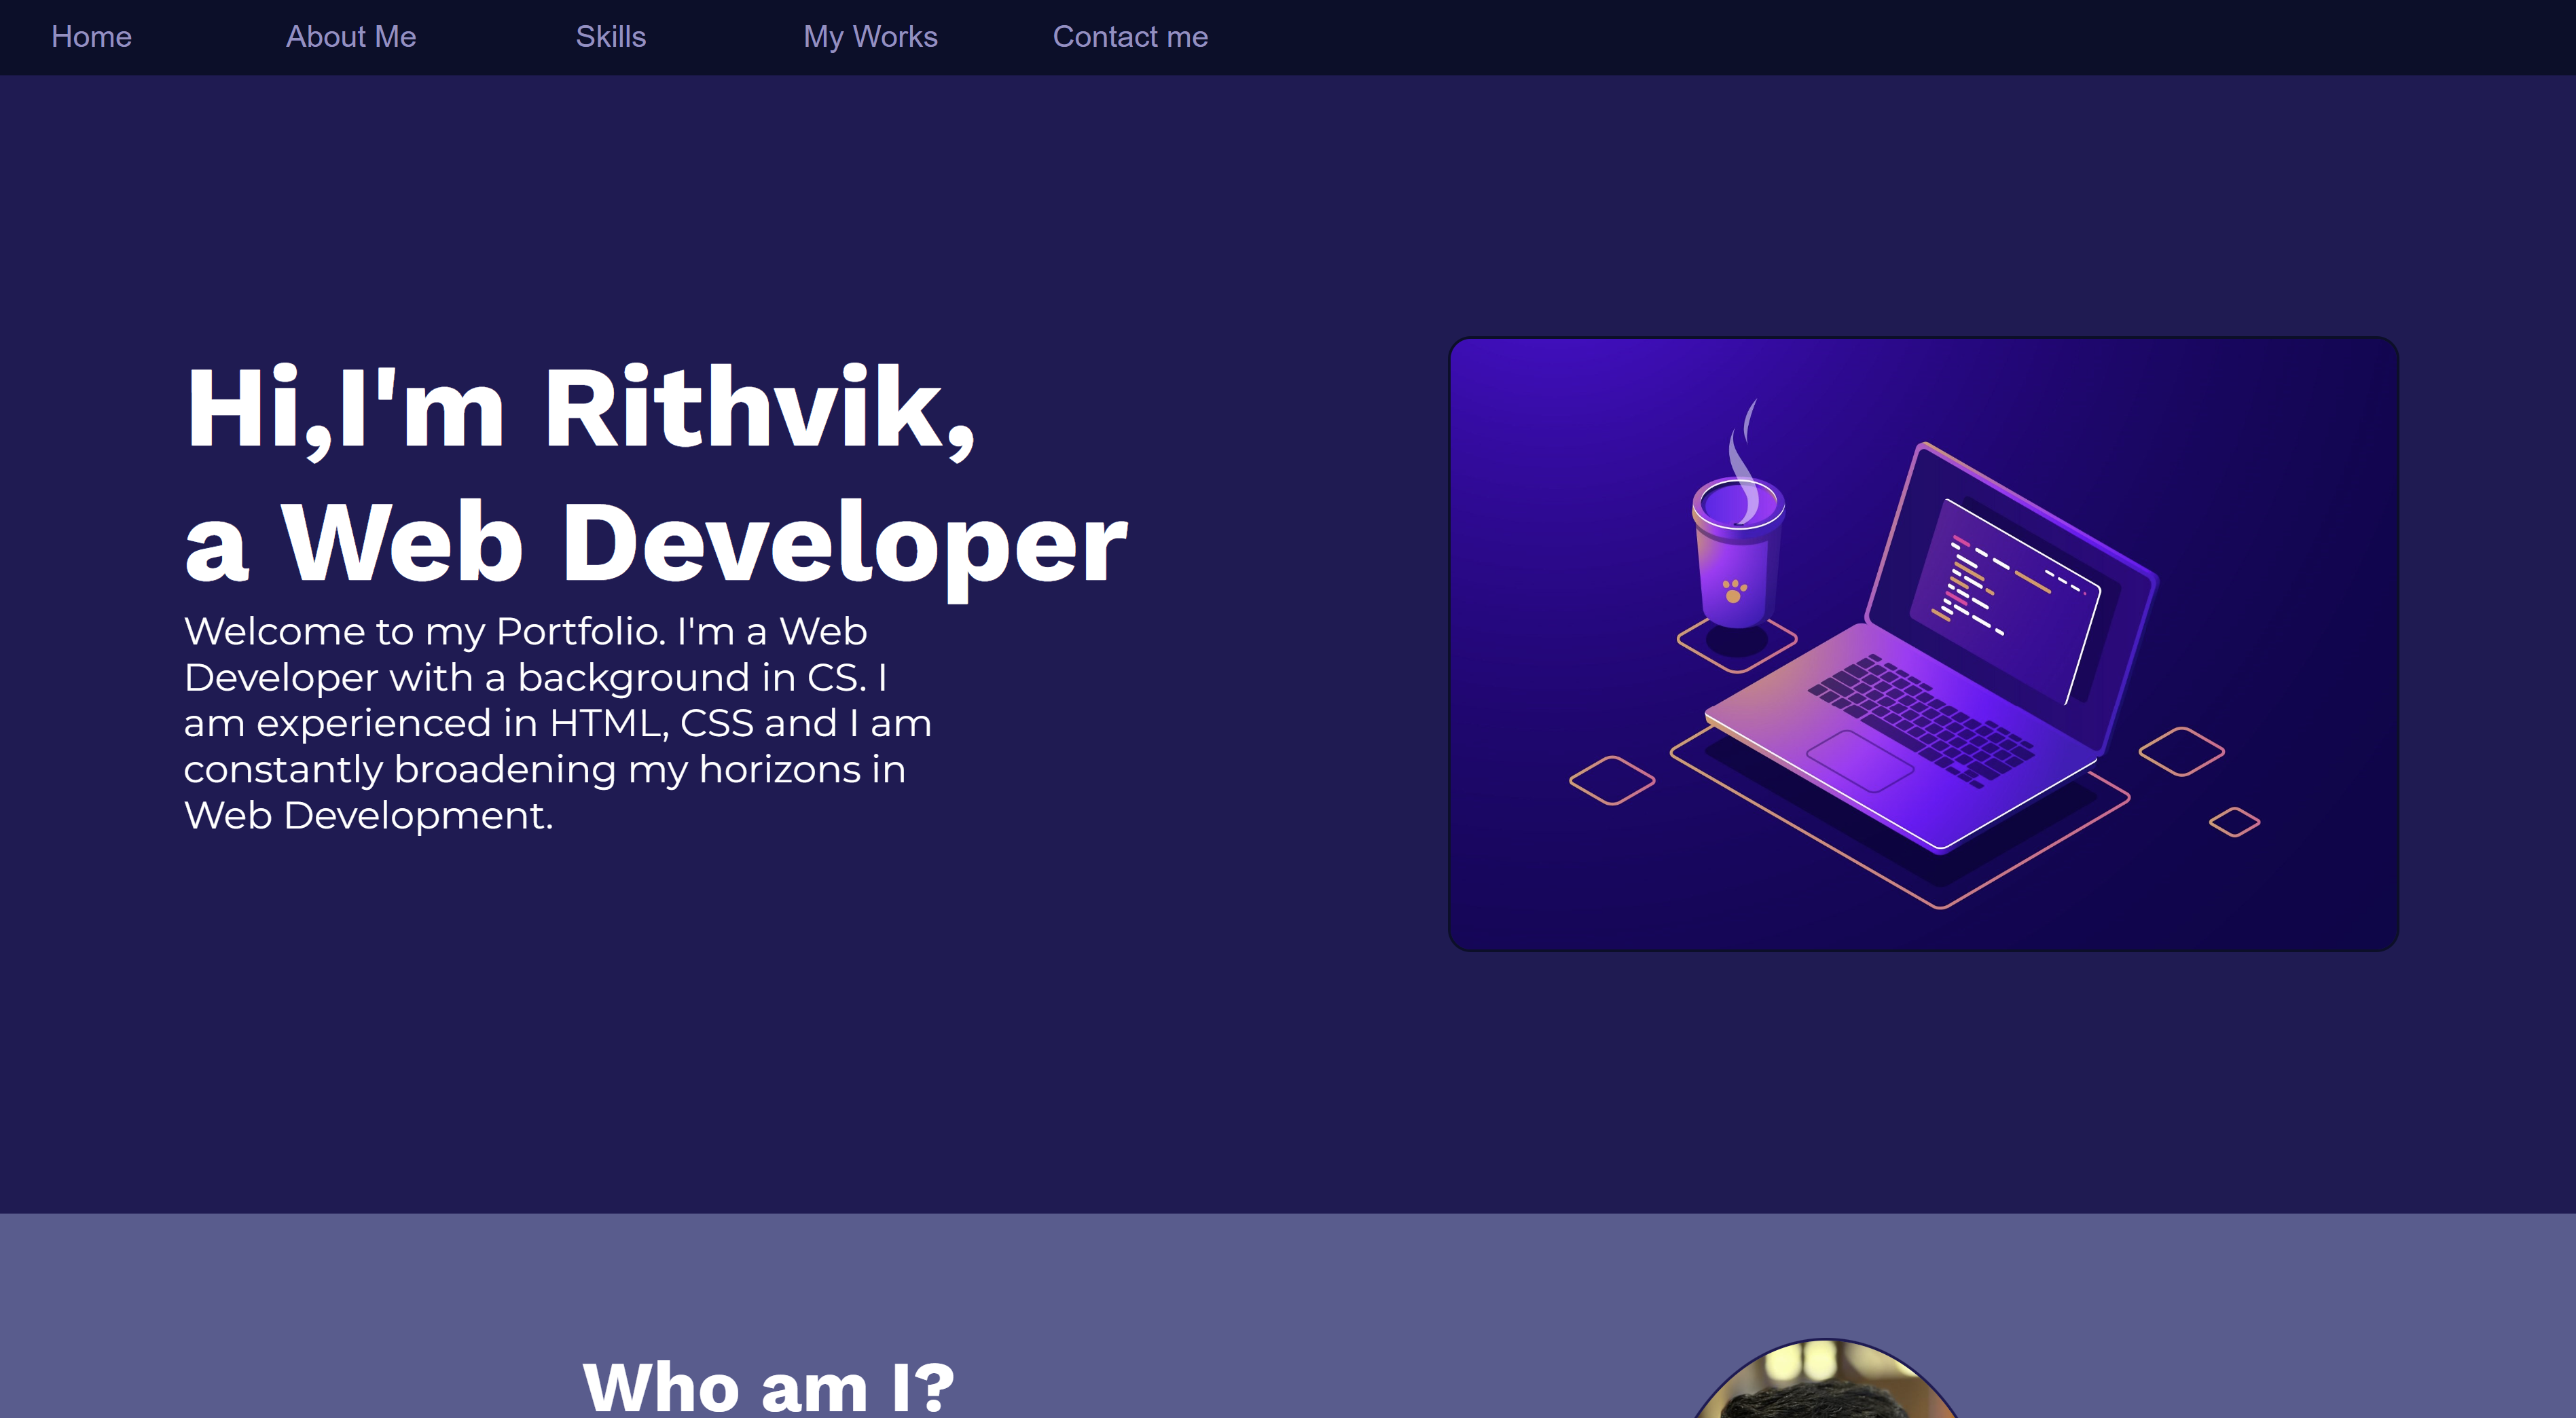 Home About Me Skills My Works Contact me
Hi,I'm Rithvik,
a Web Developer
Welcome to my Portfolio. I'm a Web
Developer with a background in CS. I
am experienced in HTML, CSS and I am
constantly broadening my horizons in
Web Development.
Who am I?